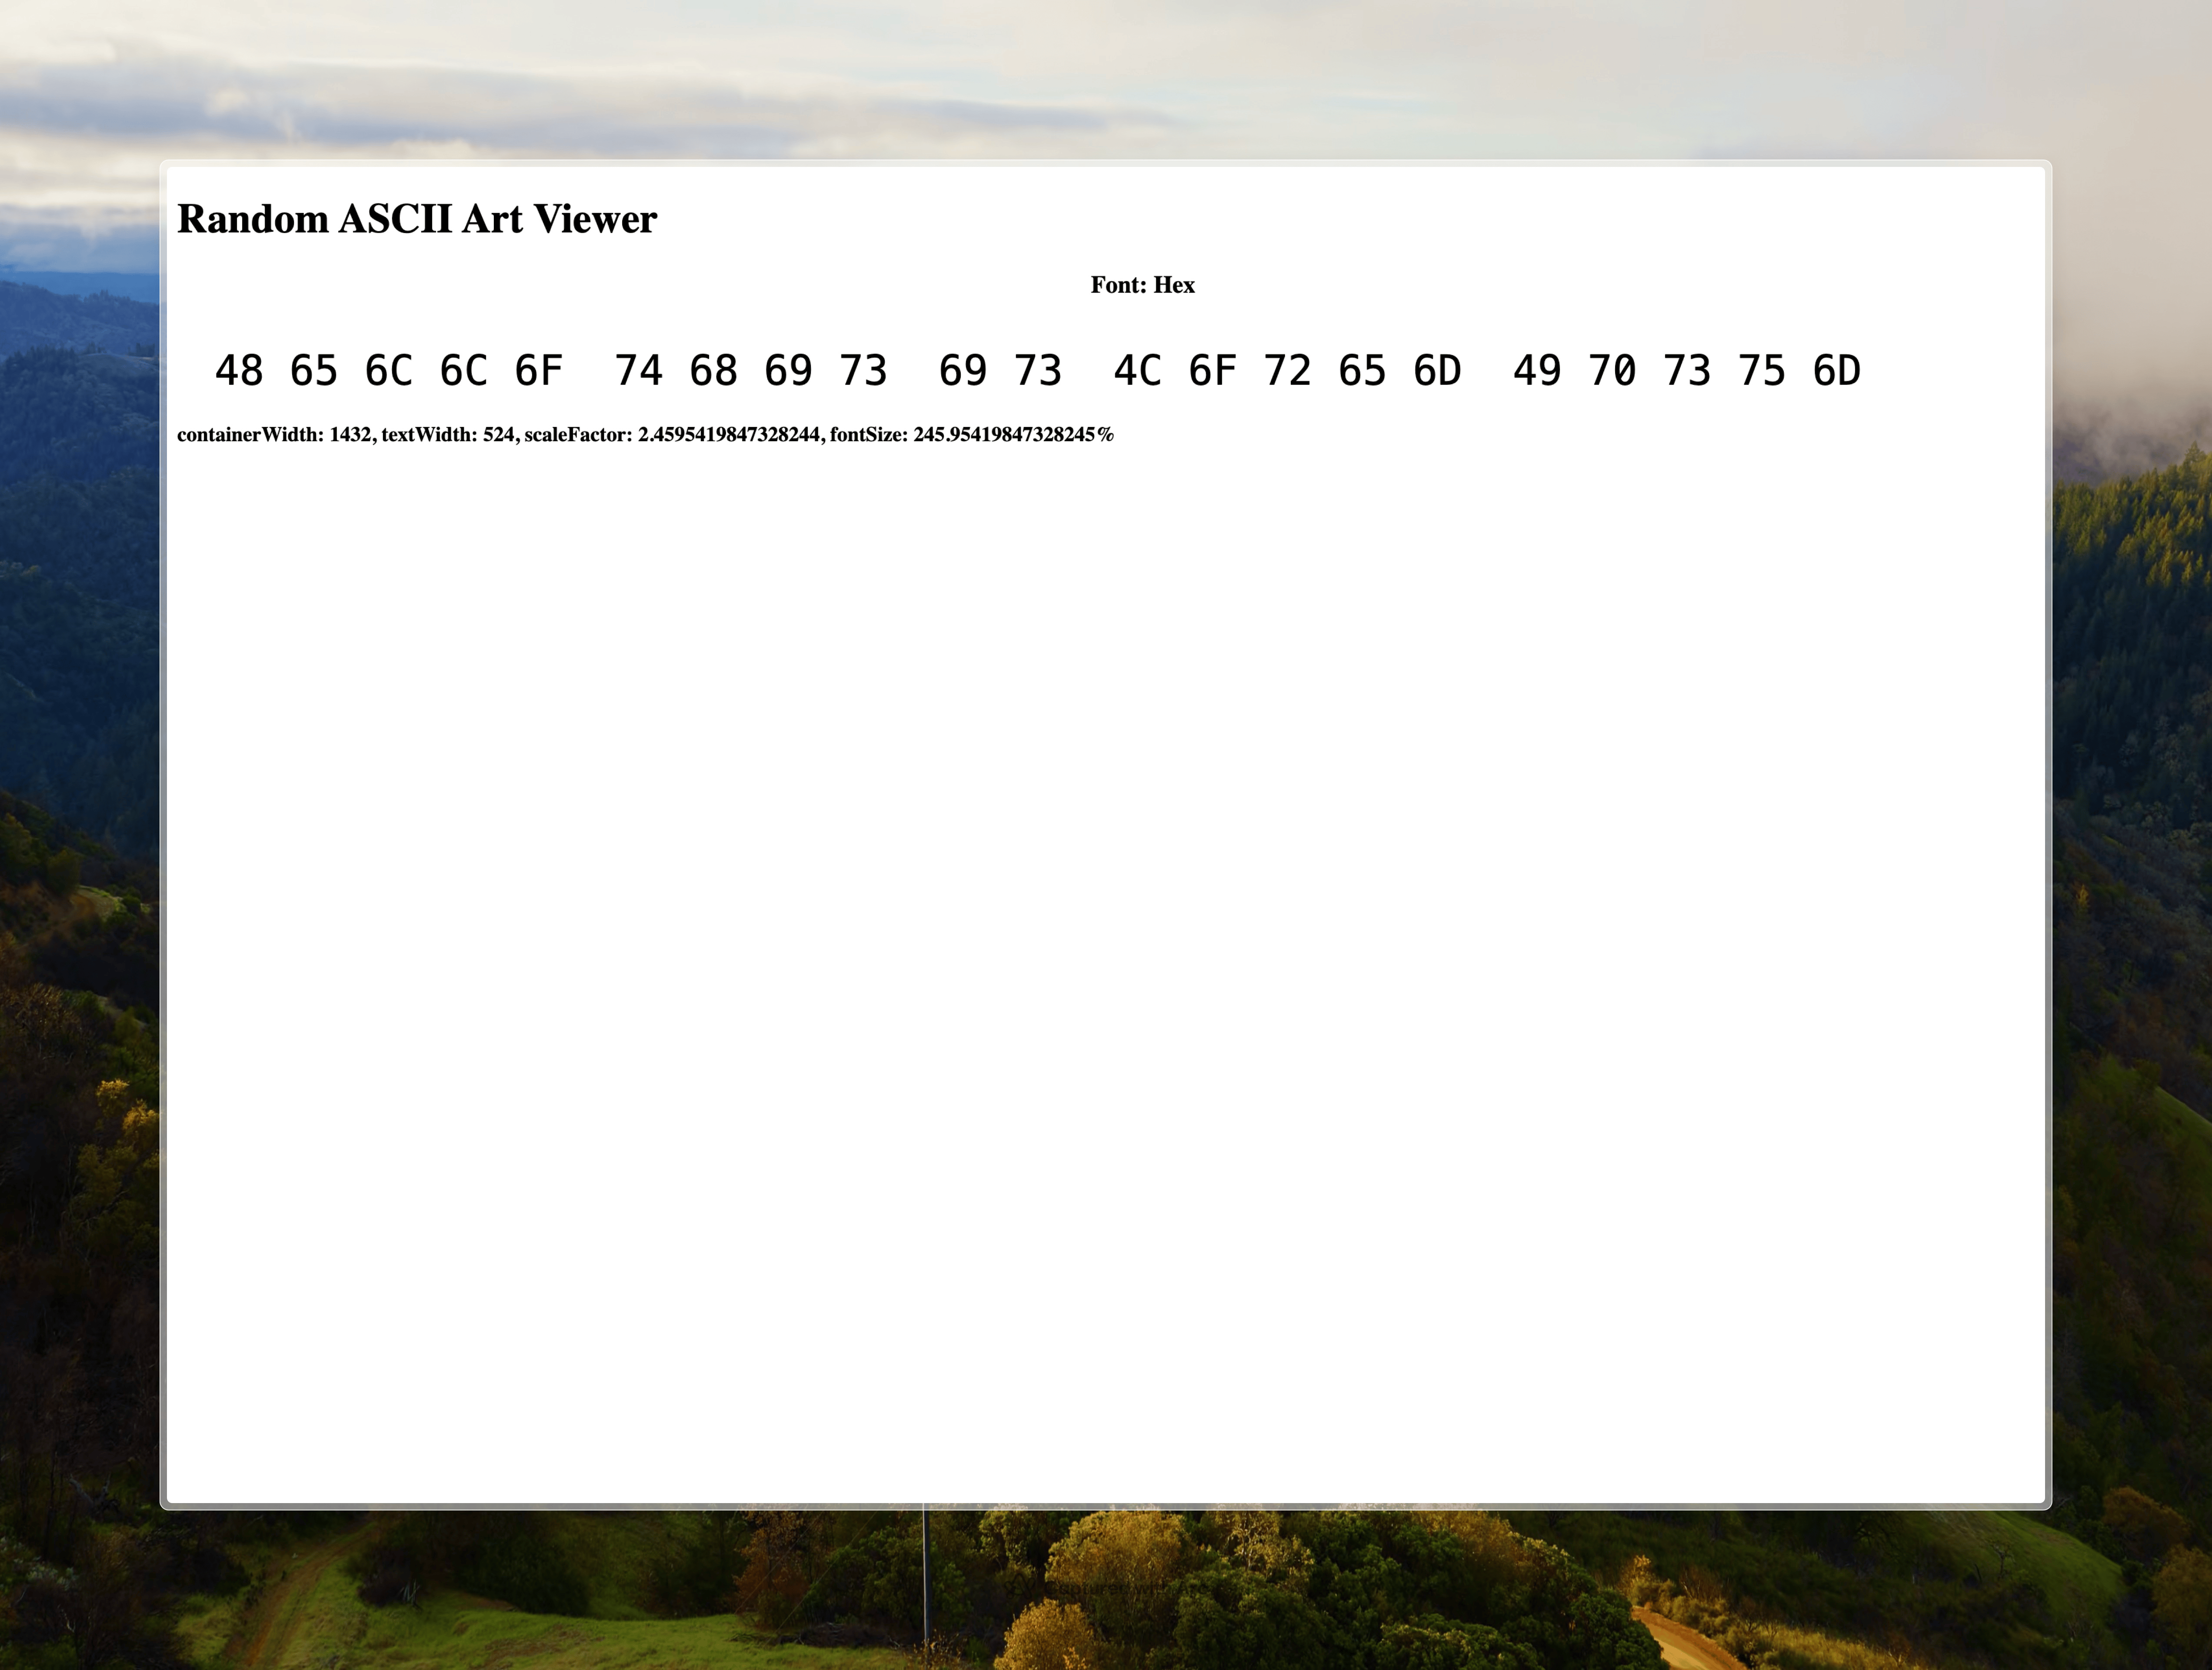 Random ASCII Art Viewer
Font: Hex
48 65 6C 6C 6F 74 68 69 73 69 73 4C 6F 72 65 6D 49 70 73 75 6D
containerWidth: 1432, textWidth: 524, scaleFactor: 2.4595419847328244, fontSize: 245.95419847328245%